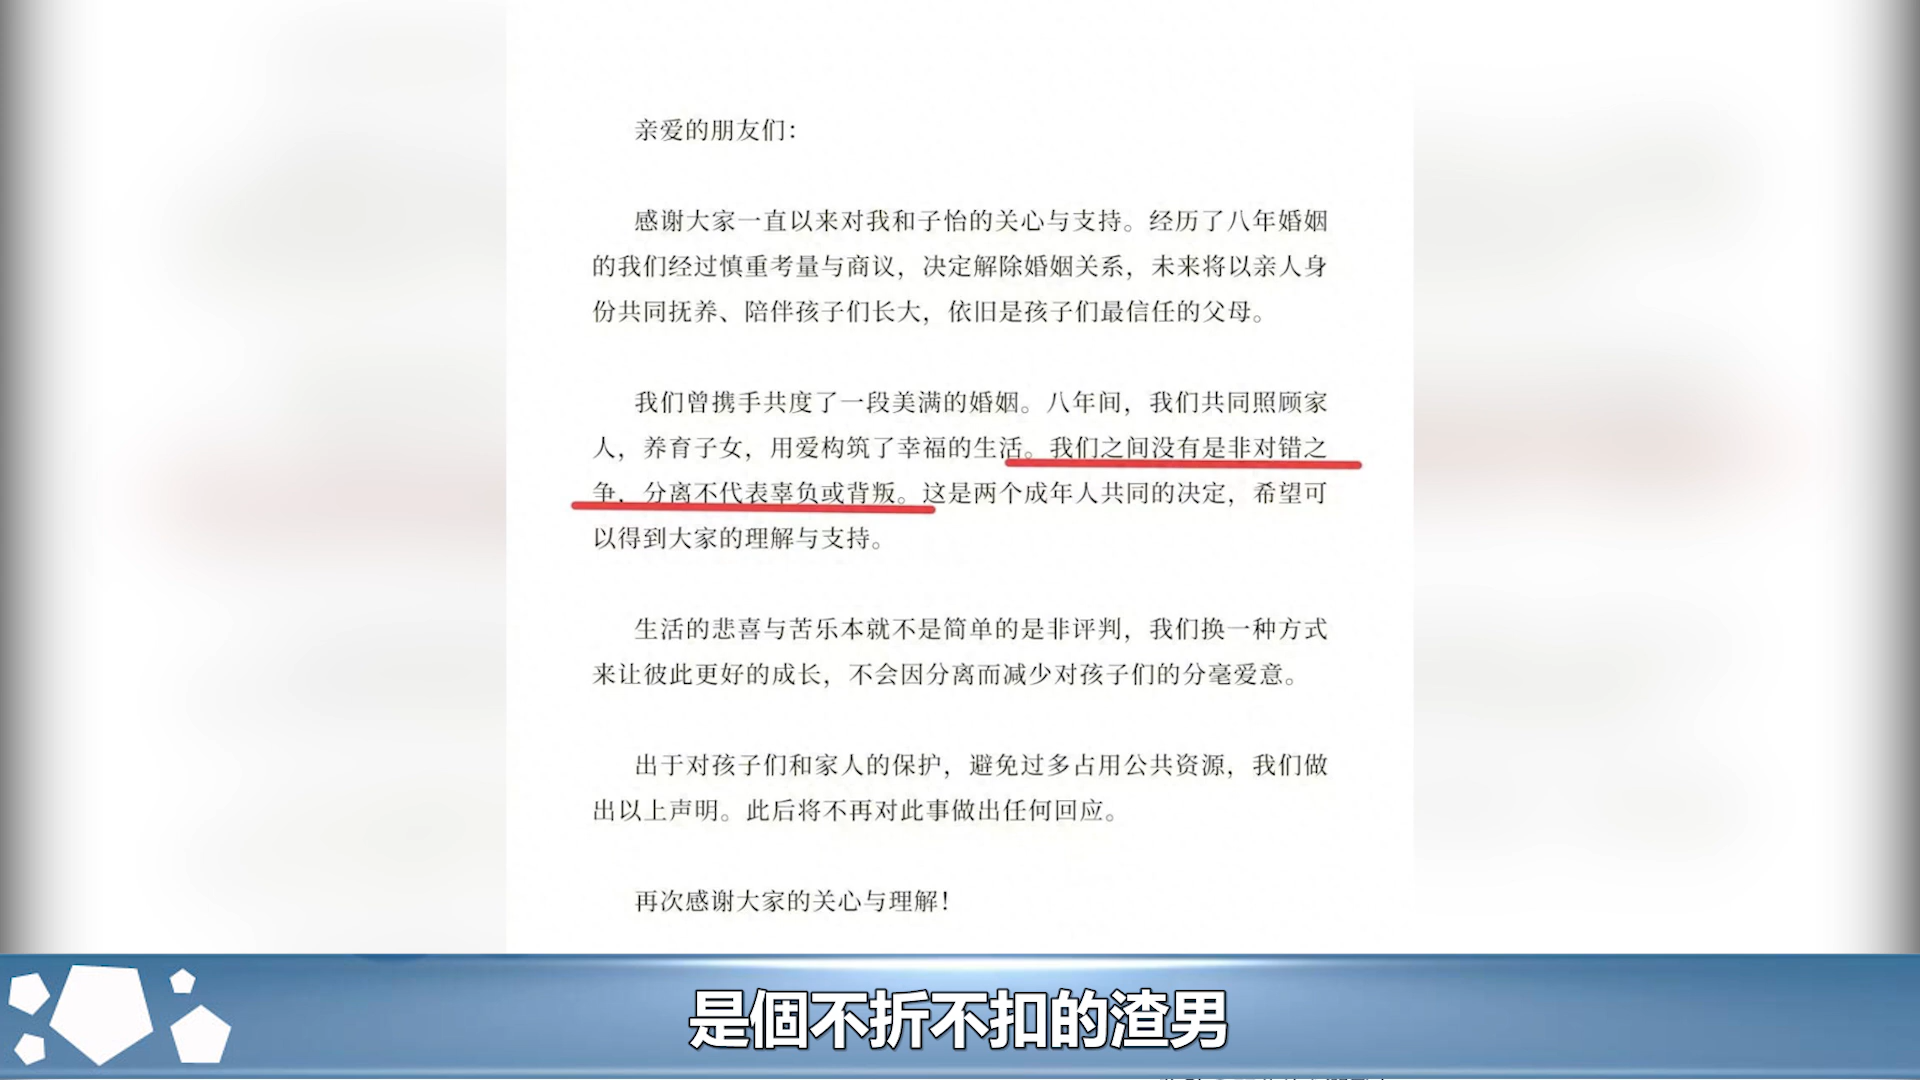 亲爱的朋友们：
感谢大家一直以来对我和子怡的关心与支持。经历了八年婚姻
的我们经过慎重考量与商议，决定解除婚姻关系，未来将以亲人身
份共同抚养、陪伴孩子们长大，依旧是孩子们最信任的父母。
我们曾携手共度了一段美满的婚姻。八年间，我们共同照顾家
人，养育子女，用爱构筑了幸福的生活。我们之间没有是非对错之
争，分离不代表辜负或背叛。这是两个成年人共同的决定，希望可
以得到大家的理解与支持。
生活的悲喜与苦乐本就不是简单的是非评判，我们换一种方式
来让彼此更好的成长，不会因分离而减少对孩子们的分毫爱意。
出于对孩子们和家人的保护，避免过多占用公共资源，我们做
出以上声明。此后将不再对此事做出任何回应。
再次感谢大家的关心与理解！
是個不折不扣的渣男